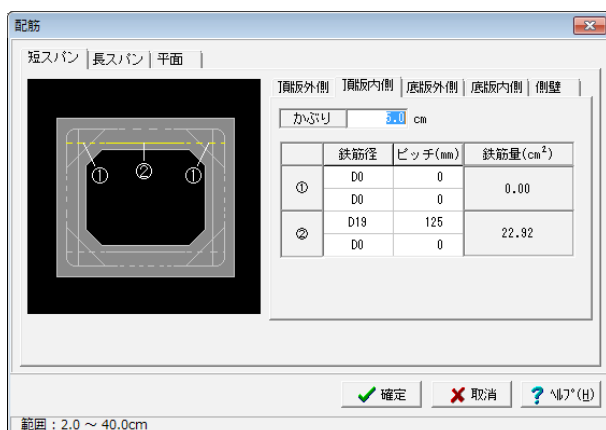 配筋
短スパン 長スパン 平面
頂版外側 頂版内側 底版外側 底版内側 側壁
かぶり 5.0 cm
鉄筋径 ピッチ(mm) 鉄筋量(cm²)
① D0 0 0.00
D0 0
② D19 125 22.92
D0 0
① ② ①
確定 取消 ? ﾍﾙﾌﾟ(H)
範囲：2.0 ～ 40.0cm